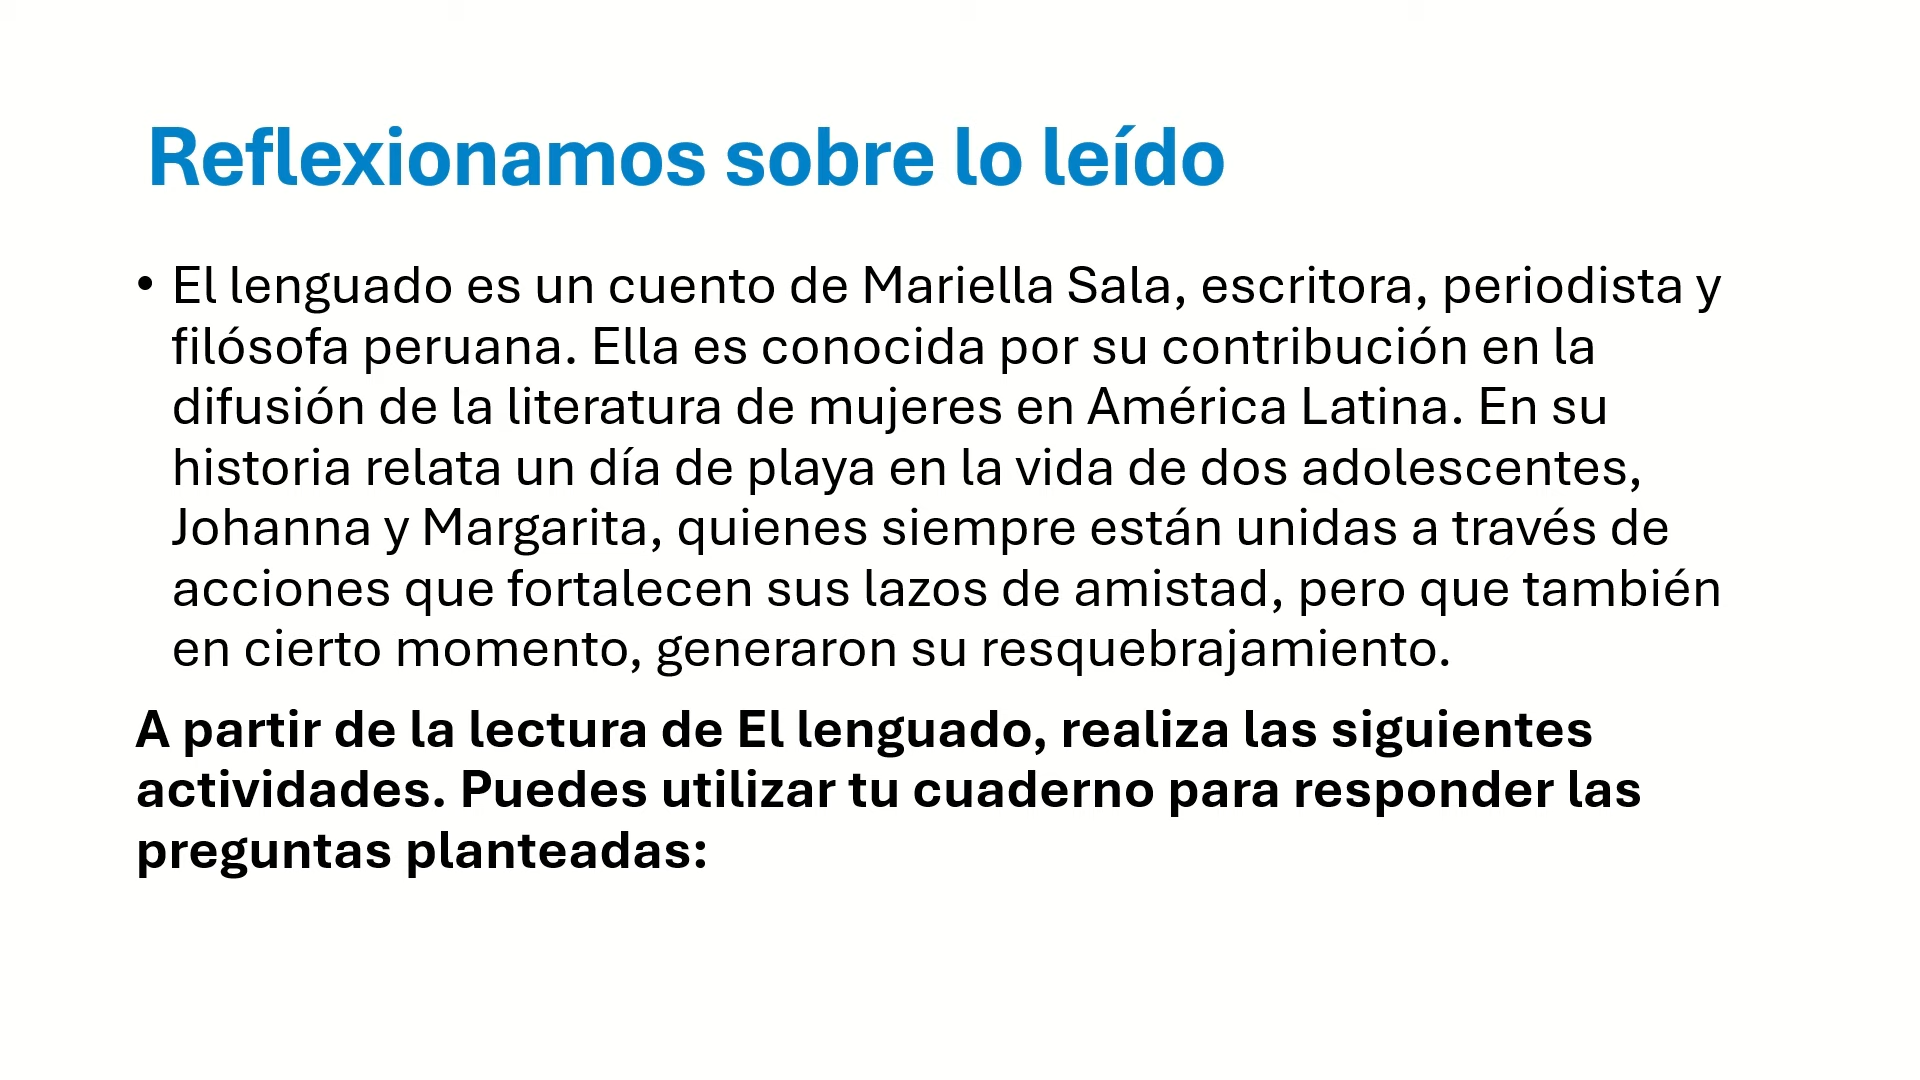 Reflexionamos sobre lo leído
• El lenguado es un cuento de Mariella Sala, escritora, periodista y
filósofa peruana. Ella es conocida por su contribución en la
difusión de la literatura de mujeres en América Latina. En su
historia relata un día de playa en la vida de dos adolescentes,
Johanna y Margarita, quienes siempre están unidas a través de
acciones que fortalecen sus lazos de amistad, pero que también
en cierto momento, generaron su resquebrajamiento.
A partir de la lectura de El lenguado, realiza las siguientes
actividades. Puedes utilizar tu cuaderno para responder las
preguntas planteadas: